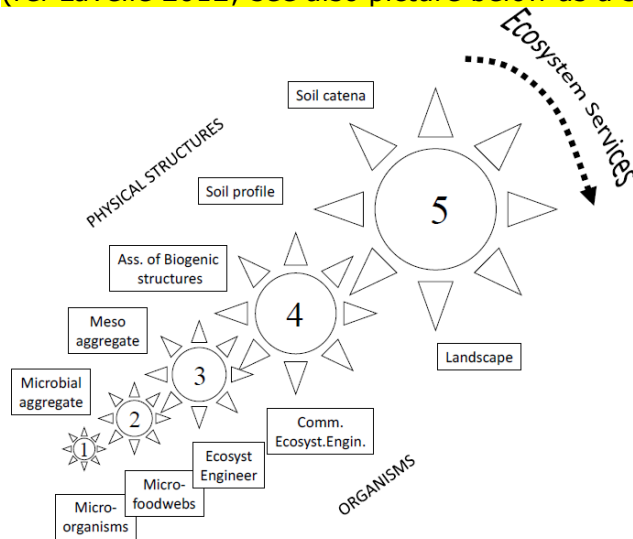 Ecosystem Services
Soil catena
PHYSICAL STRUCTURES
Soil profile
5
Ass. of Biogenic
structures
4
Meso
aggregate
Landscape
3
Microbial
aggregate
2
Comm.
Ecosyst.Engin.
1
Ecosyst
Engineer
Micro-
foodwebs
ORGANISMS
Micro-
organisms